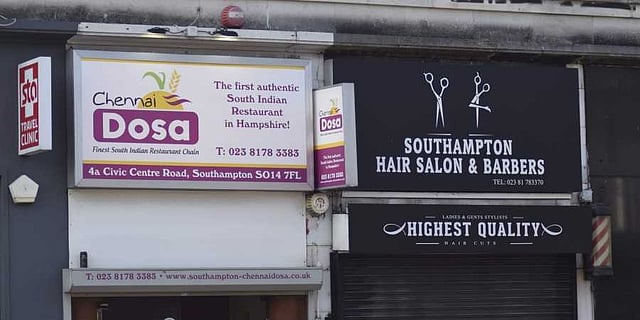 sta
TRAVEL
CLINIC
Chennai
Dosa
Finest South Indian Restaurant Chain
The first authentic
South Indian
Restaurant
in Hampshire!
T: 023 8178 3383
4a Civic Centre Road, Southampton SO14 7FL
Chennai
Dosa
SOUTHAMPTON
HAIR SALON & BARBERS
TEL: 023 81 783370
LADIES & GENTS STYLISTS
HIGHEST QUALITY
HAIR CUTS
T: 023 8178 3383 • www.southampton-chennaidosa.co.uk